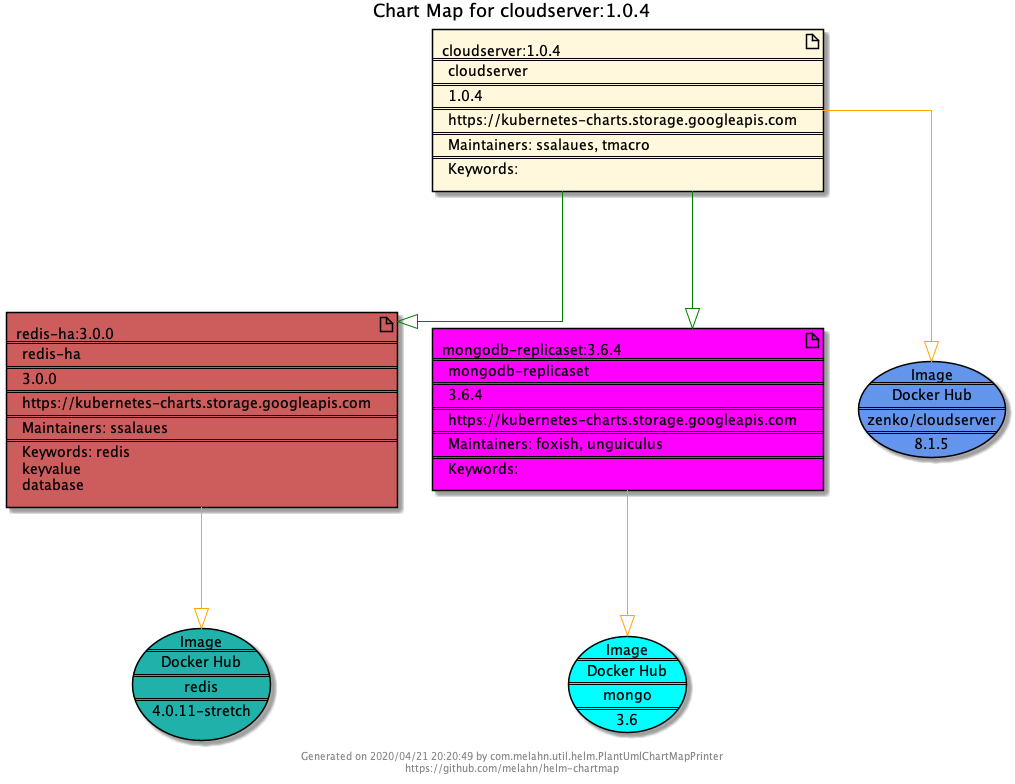 Chart Map for cloudserver:1.0.4
cloudserver:1.0.4
cloudserver
1.0.4
https://kubernetes-charts.storage.googleapis.com
Maintainers: ssalaues, tmacro
Keywords:
redis-ha:3.0.0
redis-ha
3.0.0
https://kubernetes-charts.storage.googleapis.com
Maintainers: ssalaues
Keywords: redis
keyvalue
database
mongodb-replicaset:3.6.4
mongodb-replicaset
3.6.4
https://kubernetes-charts.storage.googleapis.com
Maintainers: foxish, unguiculus
Keywords:
Image
Docker Hub
zenko/cloudserver
8.1.5
Image
Docker Hub
redis
4.0.11-stretch
Image
Docker Hub
mongo
3.6
Generated on 2020/04/21 20:20:49 by com.melahn.util.helm.PlantUmlChartMapPrinter
https://github.com/melahn/helm-chartmap